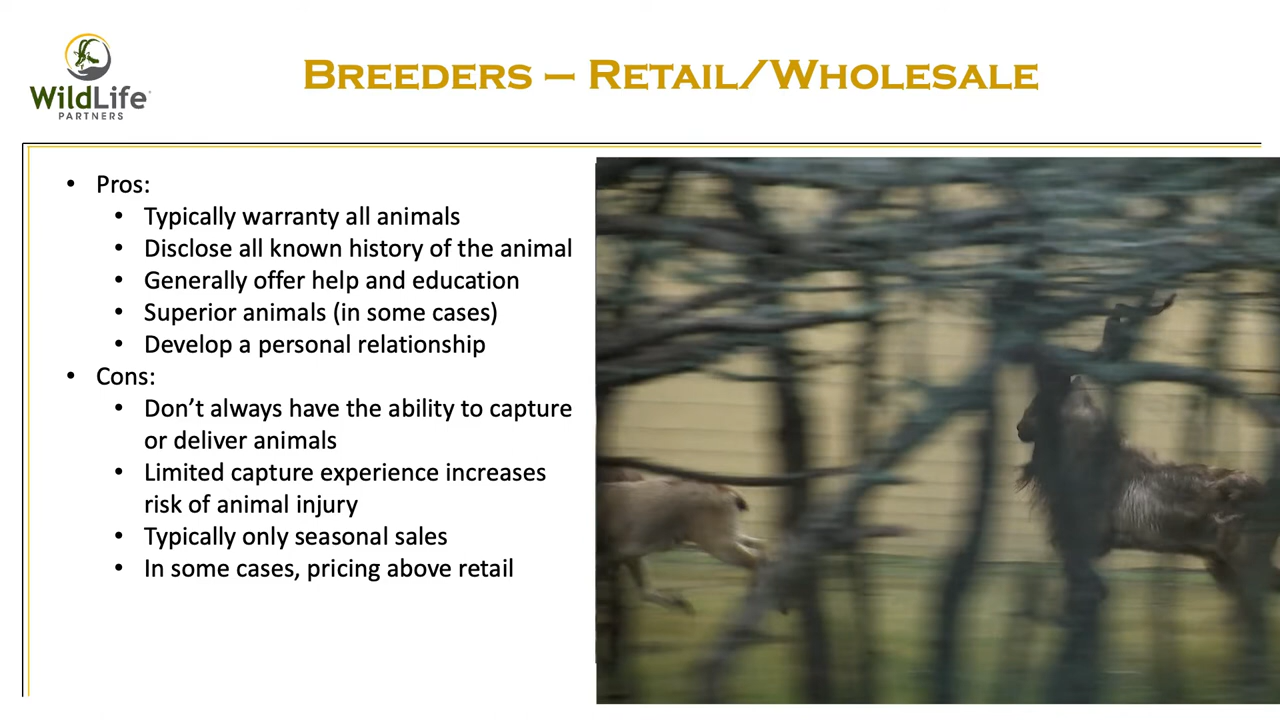 WildLife
PARTNERS
BREEDERS – RETAIL/WHOLESALE
• Pros:
• Typically warranty all animals
• Disclose all known history of the animal
• Generally offer help and education
• Superior animals (in some cases)
• Develop a personal relationship
• Cons:
• Don’t always have the ability to capture
or deliver animals
• Limited capture experience increases
risk of animal injury
• Typically only seasonal sales
• In some cases, pricing above retail